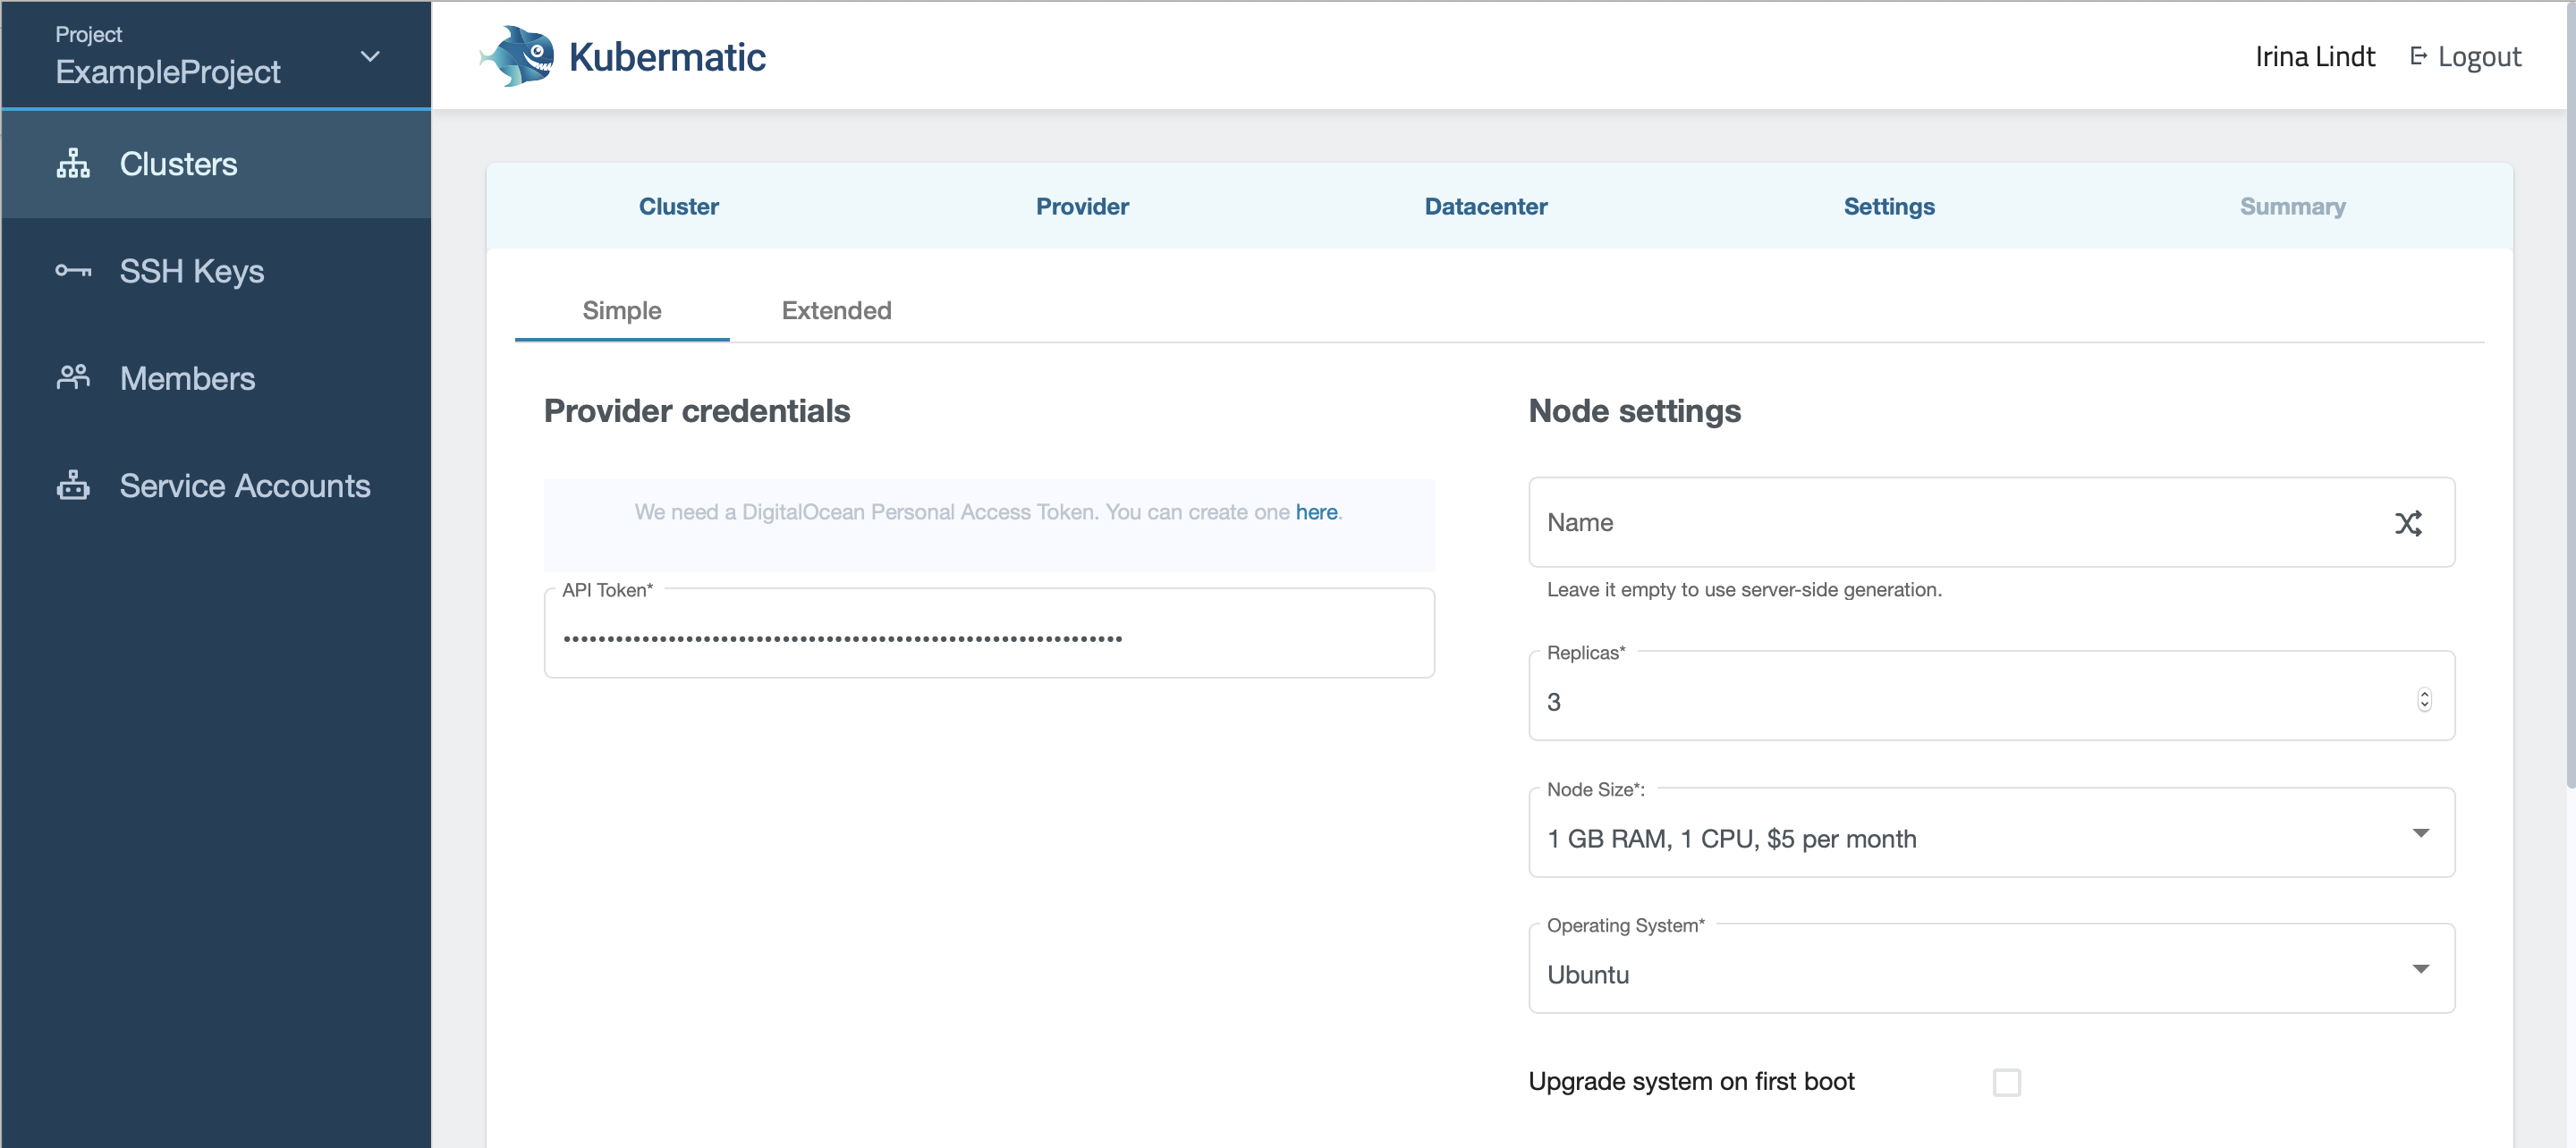 Project
ExampleProject
Kubermatic
Irina Lindt
Logout
Clusters
SSH Keys
Members
Service Accounts
Cluster
Provider
Datacenter
Settings
Summary
Simple
Extended
Provider credentials
We need a DigitalOcean Personal Access Token. You can create one here.
API Token*
Node settings
Name
Leave it empty to use server-side generation.
Replicas*
3
Node Size*:
1 GB RAM, 1 CPU, $5 per month
Operating System*
Ubuntu
Upgrade system on first boot